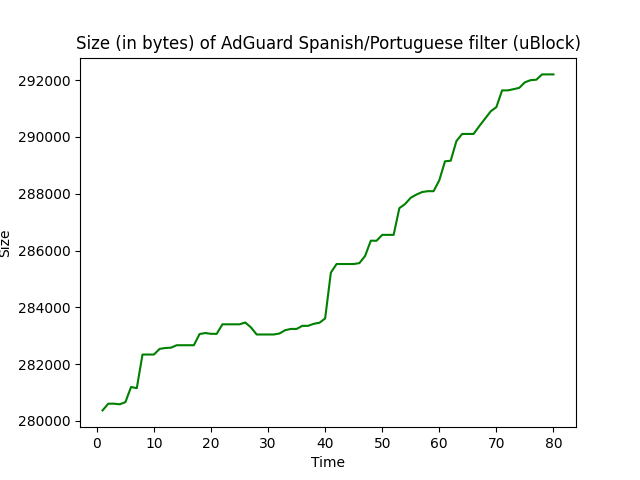 Size (in bytes) of AdGuard Spanish/Portuguese filter (uBlock)
292000
290000
288000
286000
284000
282000
280000
Size
0 10 20 30 40 50 60 70 80
Time